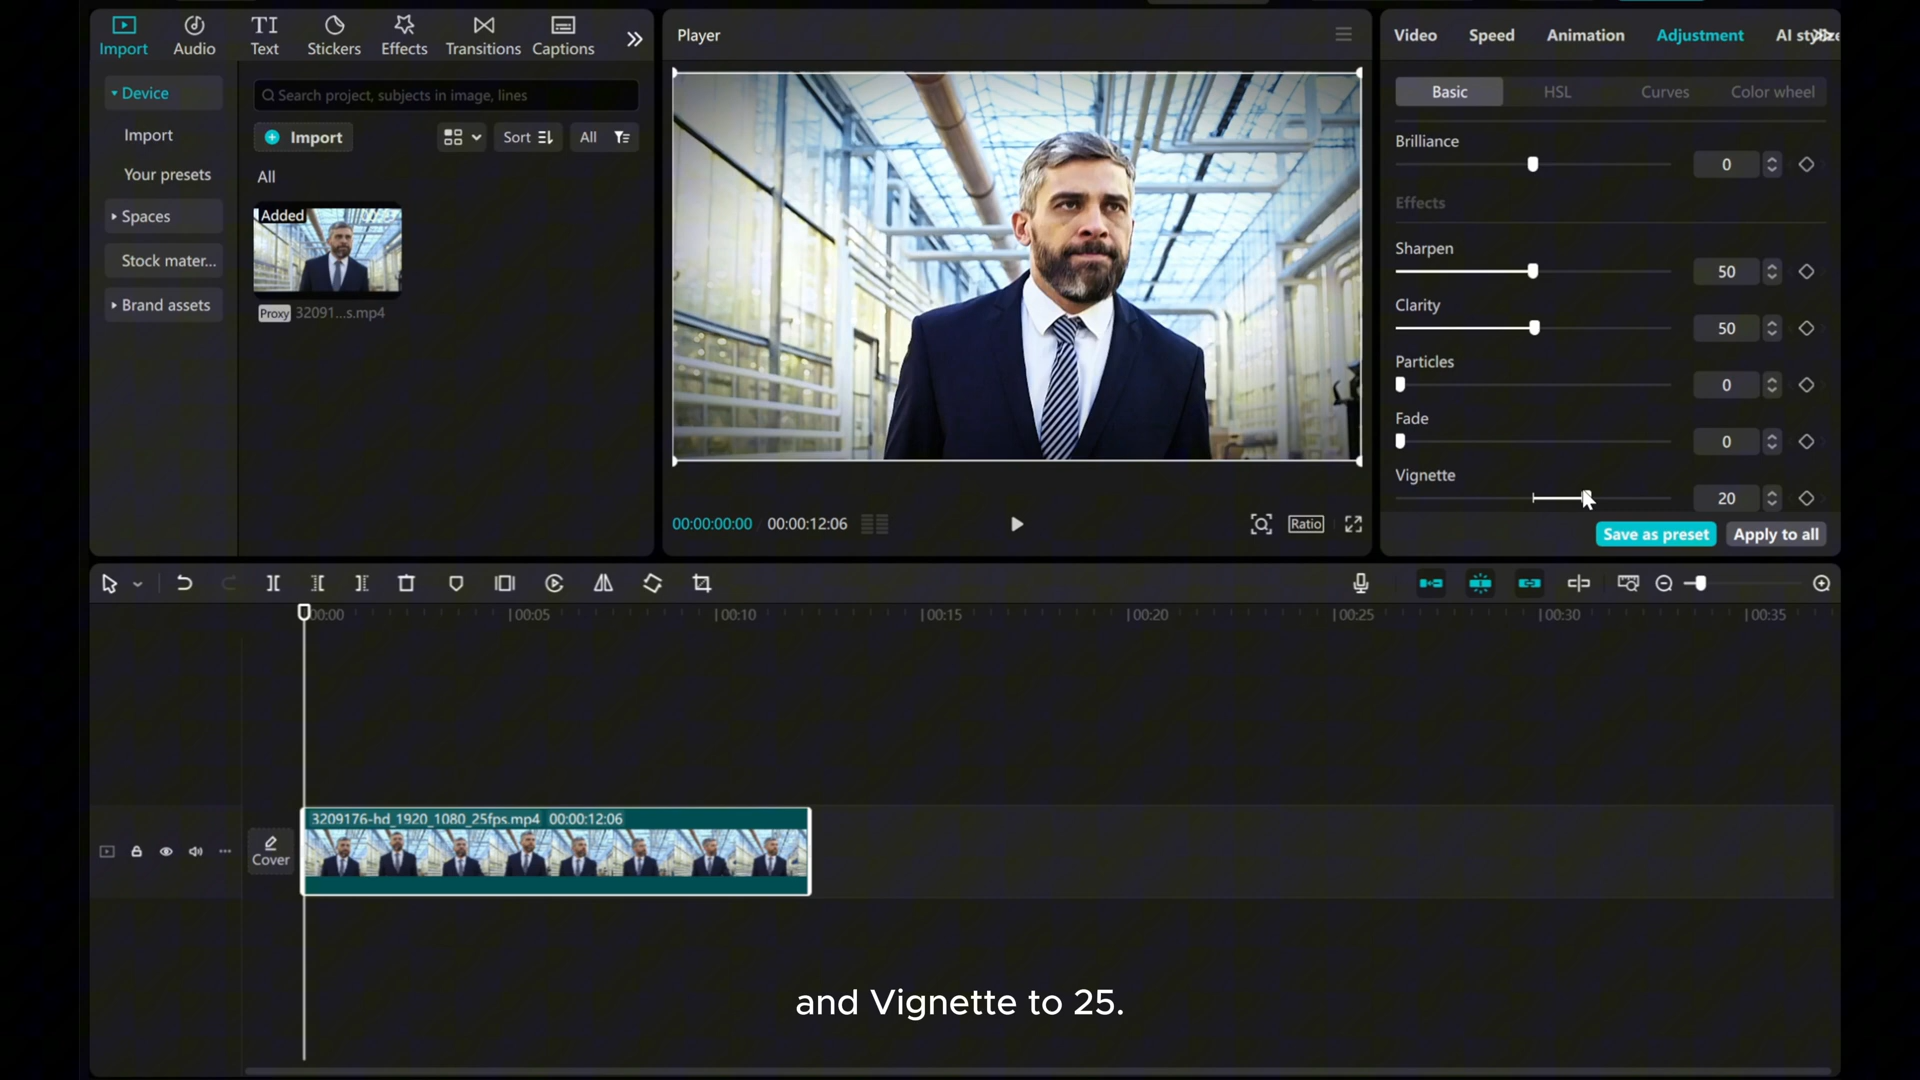 Import
Audio
Text
Stickers
Effects
Transitions
Captions
Device
Import
Your presets
Spaces
Stock mater...
Brand assets
Search project, subjects in image, lines
Import
Sort
All
All
Added
Proxy 32091...s.mp4
Player
00:00:00:00 00:00:12:06
Ratio
Video Speed Animation Adjustment
Basic HSL Curves Color wheel
Brilliance
0
Effects
Sharpen
50
Clarity
50
Particles
0
Fade
0
Vignette
20
Save as preset Apply to all
00:00 00:05 00:10 00:15 00:20 00:25 00:30 00:35
Cover
3209176-hd_1920_1080_25fps.mp4 00:00:12:06
and Vignette to 25.